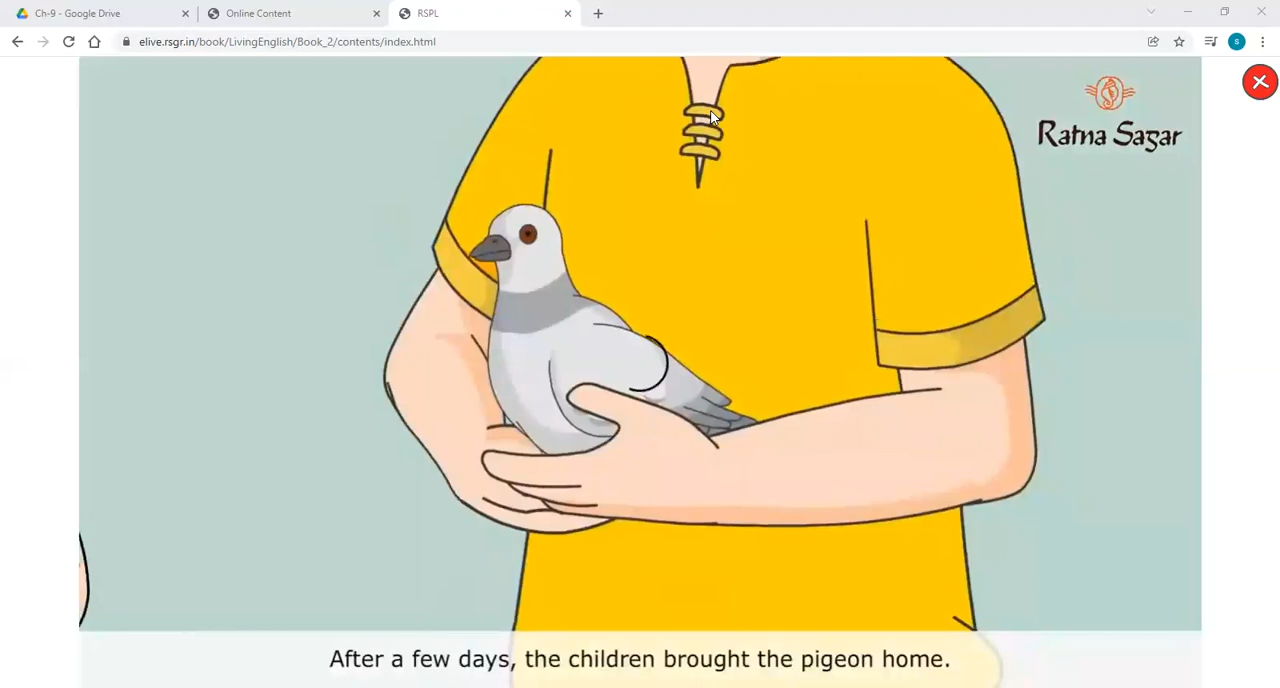 Ch-9 - Google Drive
Online Content
RSPL
elive.rsgr.in/book/LivingEnglish/Book_2/contents/index.html
S
Ratna Sagar
After a few days, the children brought the pigeon home.